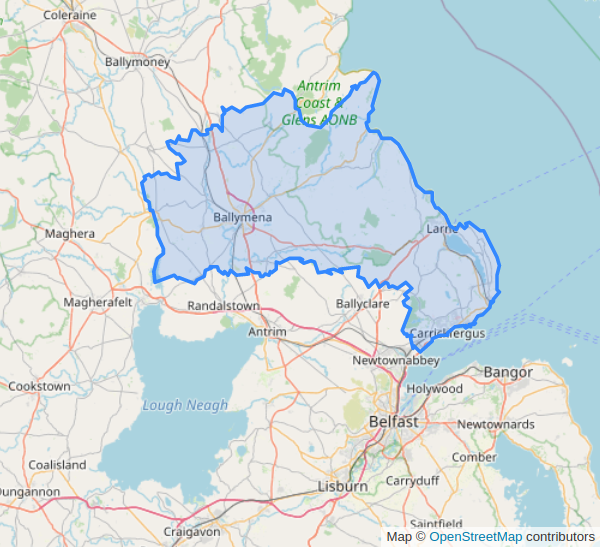 Coleraine
Ballymoney
Antrim
Coast &
Glens AONB
Ballymena
Larne
Maghera
Magherafelt
Randalstown
Ballyclare
Antrim
Carrickfergus
Newtownabbey
Bangor
Cookstown
Holywood
Lough Neagh
Belfast
Newtownards
Comber
Coalisland
Carryduff
Lisburn
Dungannon
Saintfield
Craigavon
Map © OpenStreetMap contributors